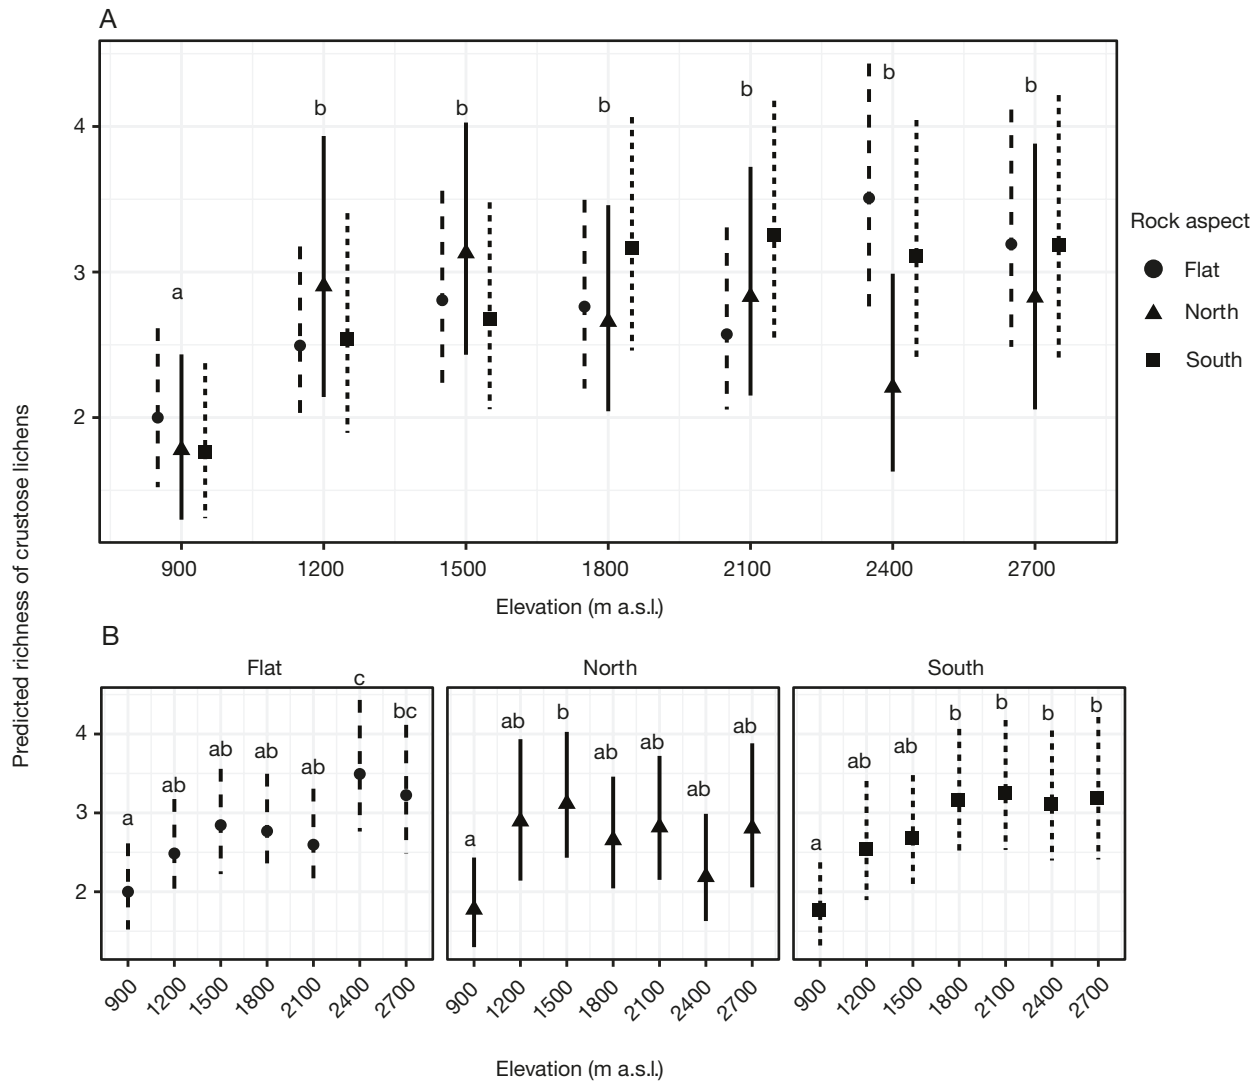 A
Predicted richness of crustose lichens
4
3
2
a
b
b
b
b
b
b
900 1200 1500 1800 2100 2400 2700
Elevation (m a.s.l.)
Rock aspect
Flat
North
South
B
Flat
North
South
4
3
2
a ab ab ab ab c bc
a ab b ab ab ab ab
a ab ab b b b b
900 1200 1500 1800 2100 2400 2700
900 1200 1500 1800 2100 2400 2700
900 1200 1500 1800 2100 2400 2700
Elevation (m a.s.l.)